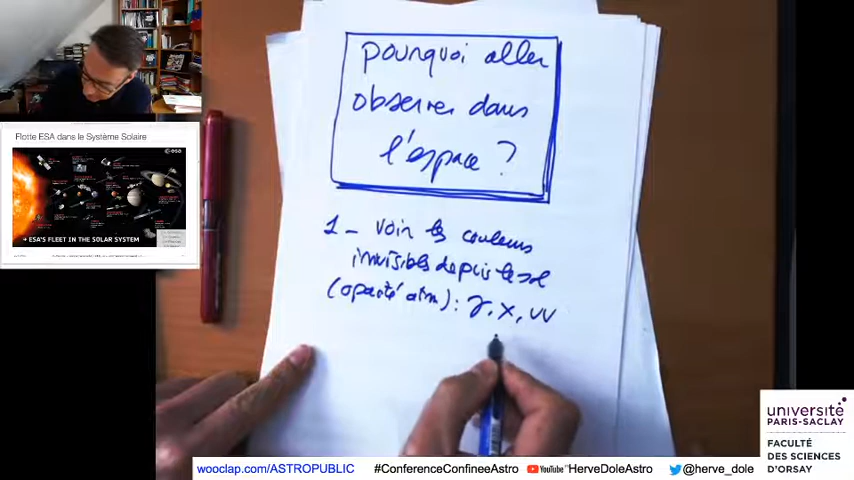 pourquoi aller
observer dans
l'espace ?
Flotte ESA dans le Système Solaire
esa
→ ESA'S FLEET IN THE SOLAR SYSTEM
1 - voir les couleurs
invisibles depuis le sol
(opacité atm) : γ, X, UV
université
PARIS-SACLAY
FACULTÉ
DES SCIENCES
D'ORSAY
wooclap.com/ASTROPUBLIC #ConferenceConfineeAstro YouTube HerveDoleAstro @herve_dole